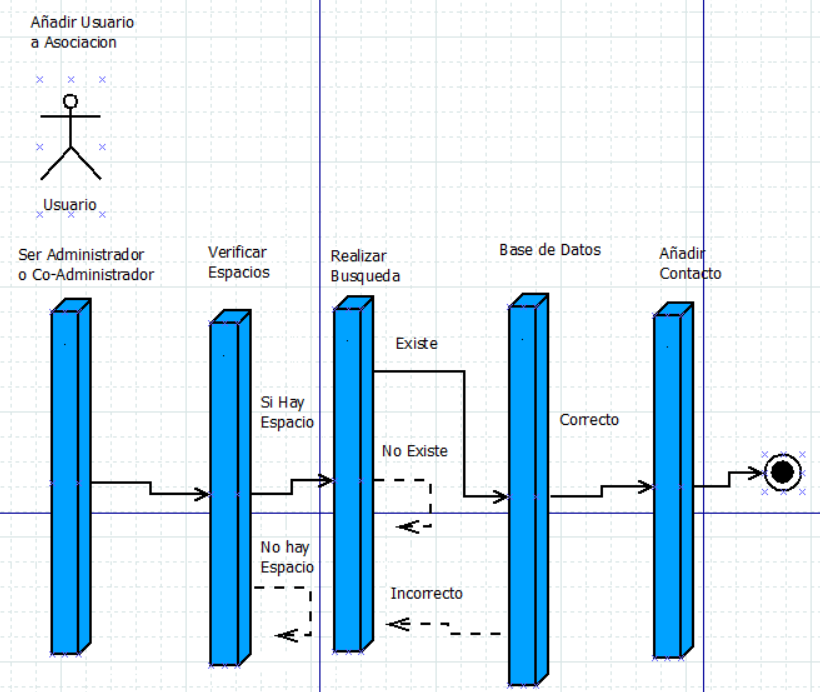 Añadir Usuario
a Asociacion
Usuario
Ser Administrador
o Co-Administrador
Verificar
Espacios
Realizar
Busqueda
Base de Datos
Añadir
Contacto
Existe
Si Hay
Espacio
Correcto
No Existe
No hay
Espacio
Incorrecto